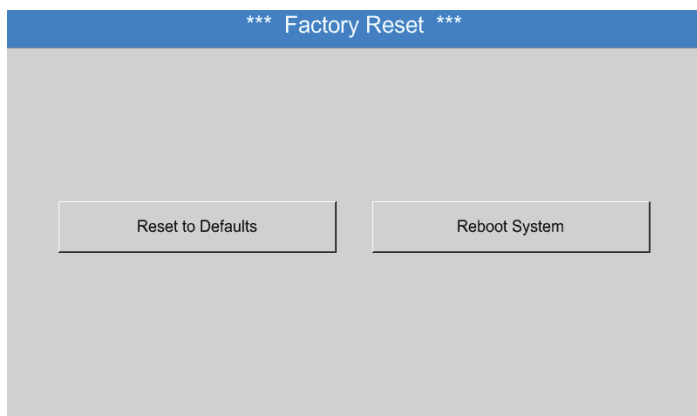 *** Factory Reset ***
Reset to Defaults
Reboot System